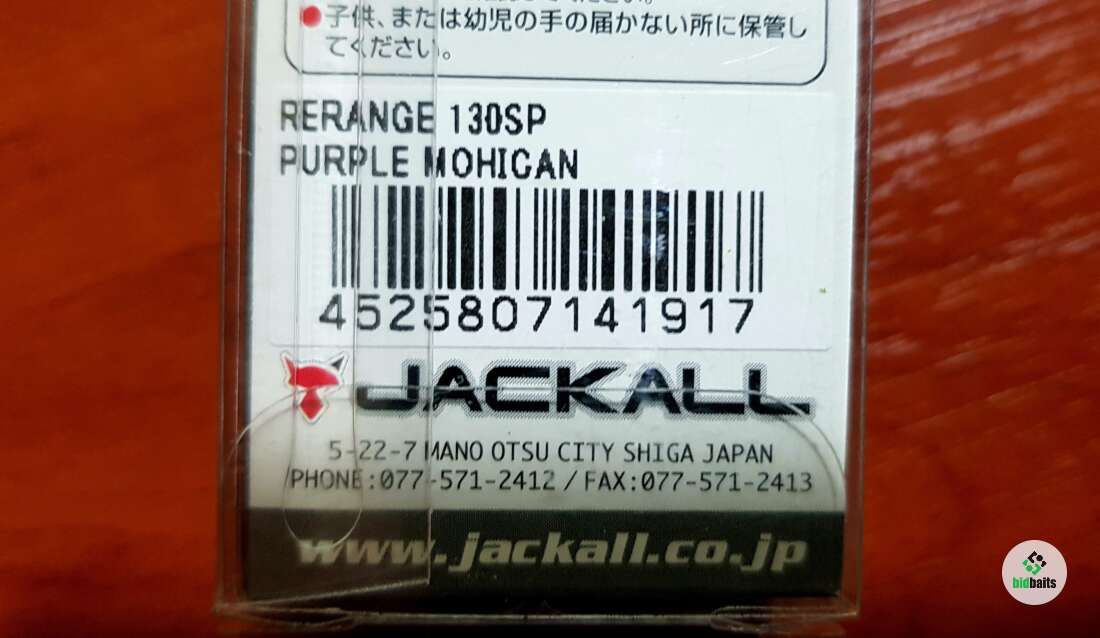 ●子供、または幼児の手の届かない所に保管し
てください。
RERANGE 130SP
PURPLE MOHICAN
4525807141917
JACKALL
5-22-7 MANO OTSU CITY SHIGA JAPAN
PHONE:077-571-2412 / FAX:077-571-2413
www.jackall.co.jp
bidbaits